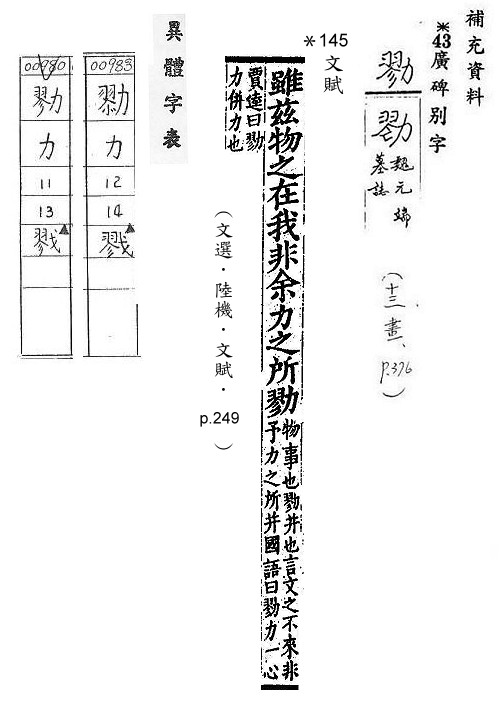 補充資料
※43廣碑別字
勠
魏元端
墓誌
(十三畫、p.376)
※145
文賦
雖茲物之在我非余力之所勠
物事也勠并也言文之不來非
予力之所并國語曰勠力一心
賈逵曰勠
力併力也
(文選．陸機．文賦．p.249)
異體字表
00983
力
12
14
00980
勠
力
11
13
戮